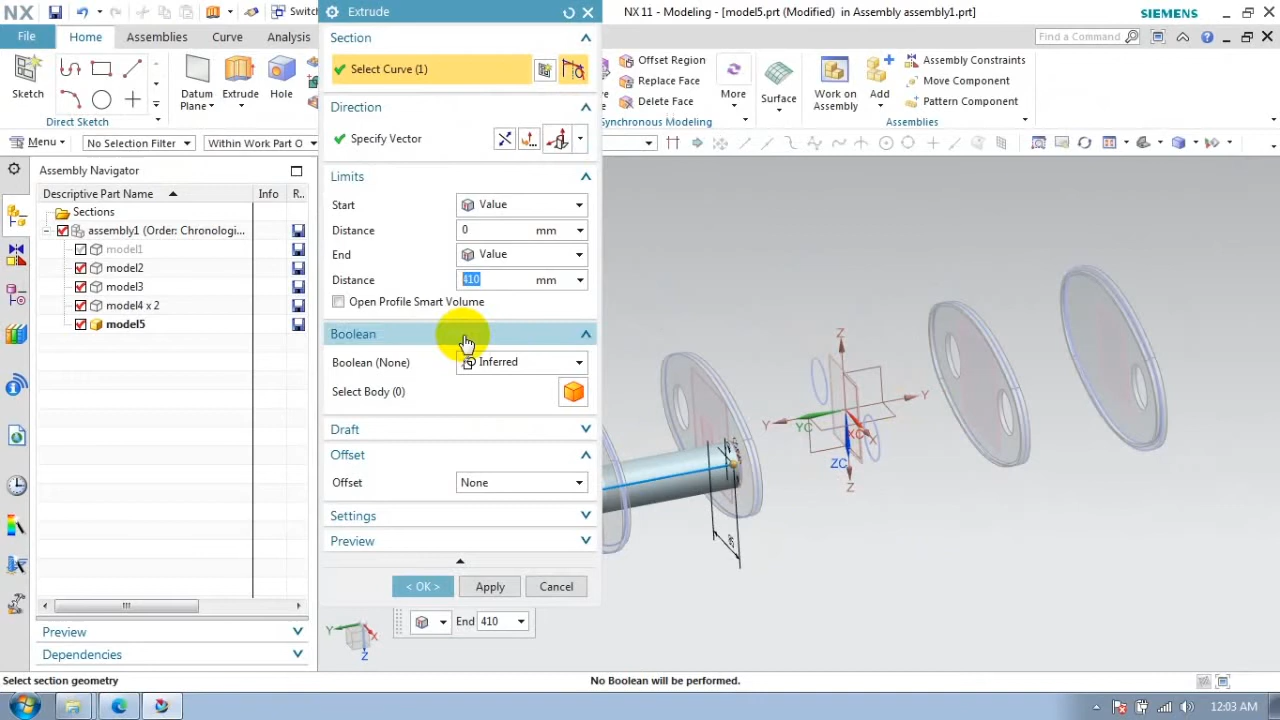 NX
Switch
Extrude
NX 11 - Modeling - [model5.prt (Modified) in Assembly assembly1.prt]
SIEMENS
File
Home
Assemblies
Curve
Analysis
Find a Command
Section
Sketch
Datum Plane
Extrude
Hole
Direct Sketch
Select Curve (1)
Offset Region
Replace Face
Delete Face
More
Surface
Work on Assembly
Add
Assembly Constraints
Move Component
Pattern Component
Synchronous Modeling
Assemblies
Direction
Specify Vector
Menu
No Selection Filter
Within Work Part O
Assembly Navigator
Descriptive Part Name
Info
R..
Sections
assembly1 (Order: Chronologi...
model1
model2
model3
model4 x 2
model5
Limits
Start
Value
Distance
0
mm
End
Value
Distance
410
mm
Open Profile Smart Volume
Boolean
Boolean (None)
Inferred
Select Body (0)
Draft
Offset
Offset
None
Settings
Preview
< OK >
Apply
Cancel
End
410
Z
Y
Y
YC
XC
X
ZC
Z
Y
X
Z
Preview
Dependencies
Select section geometry
No Boolean will be performed.
12:03 AM